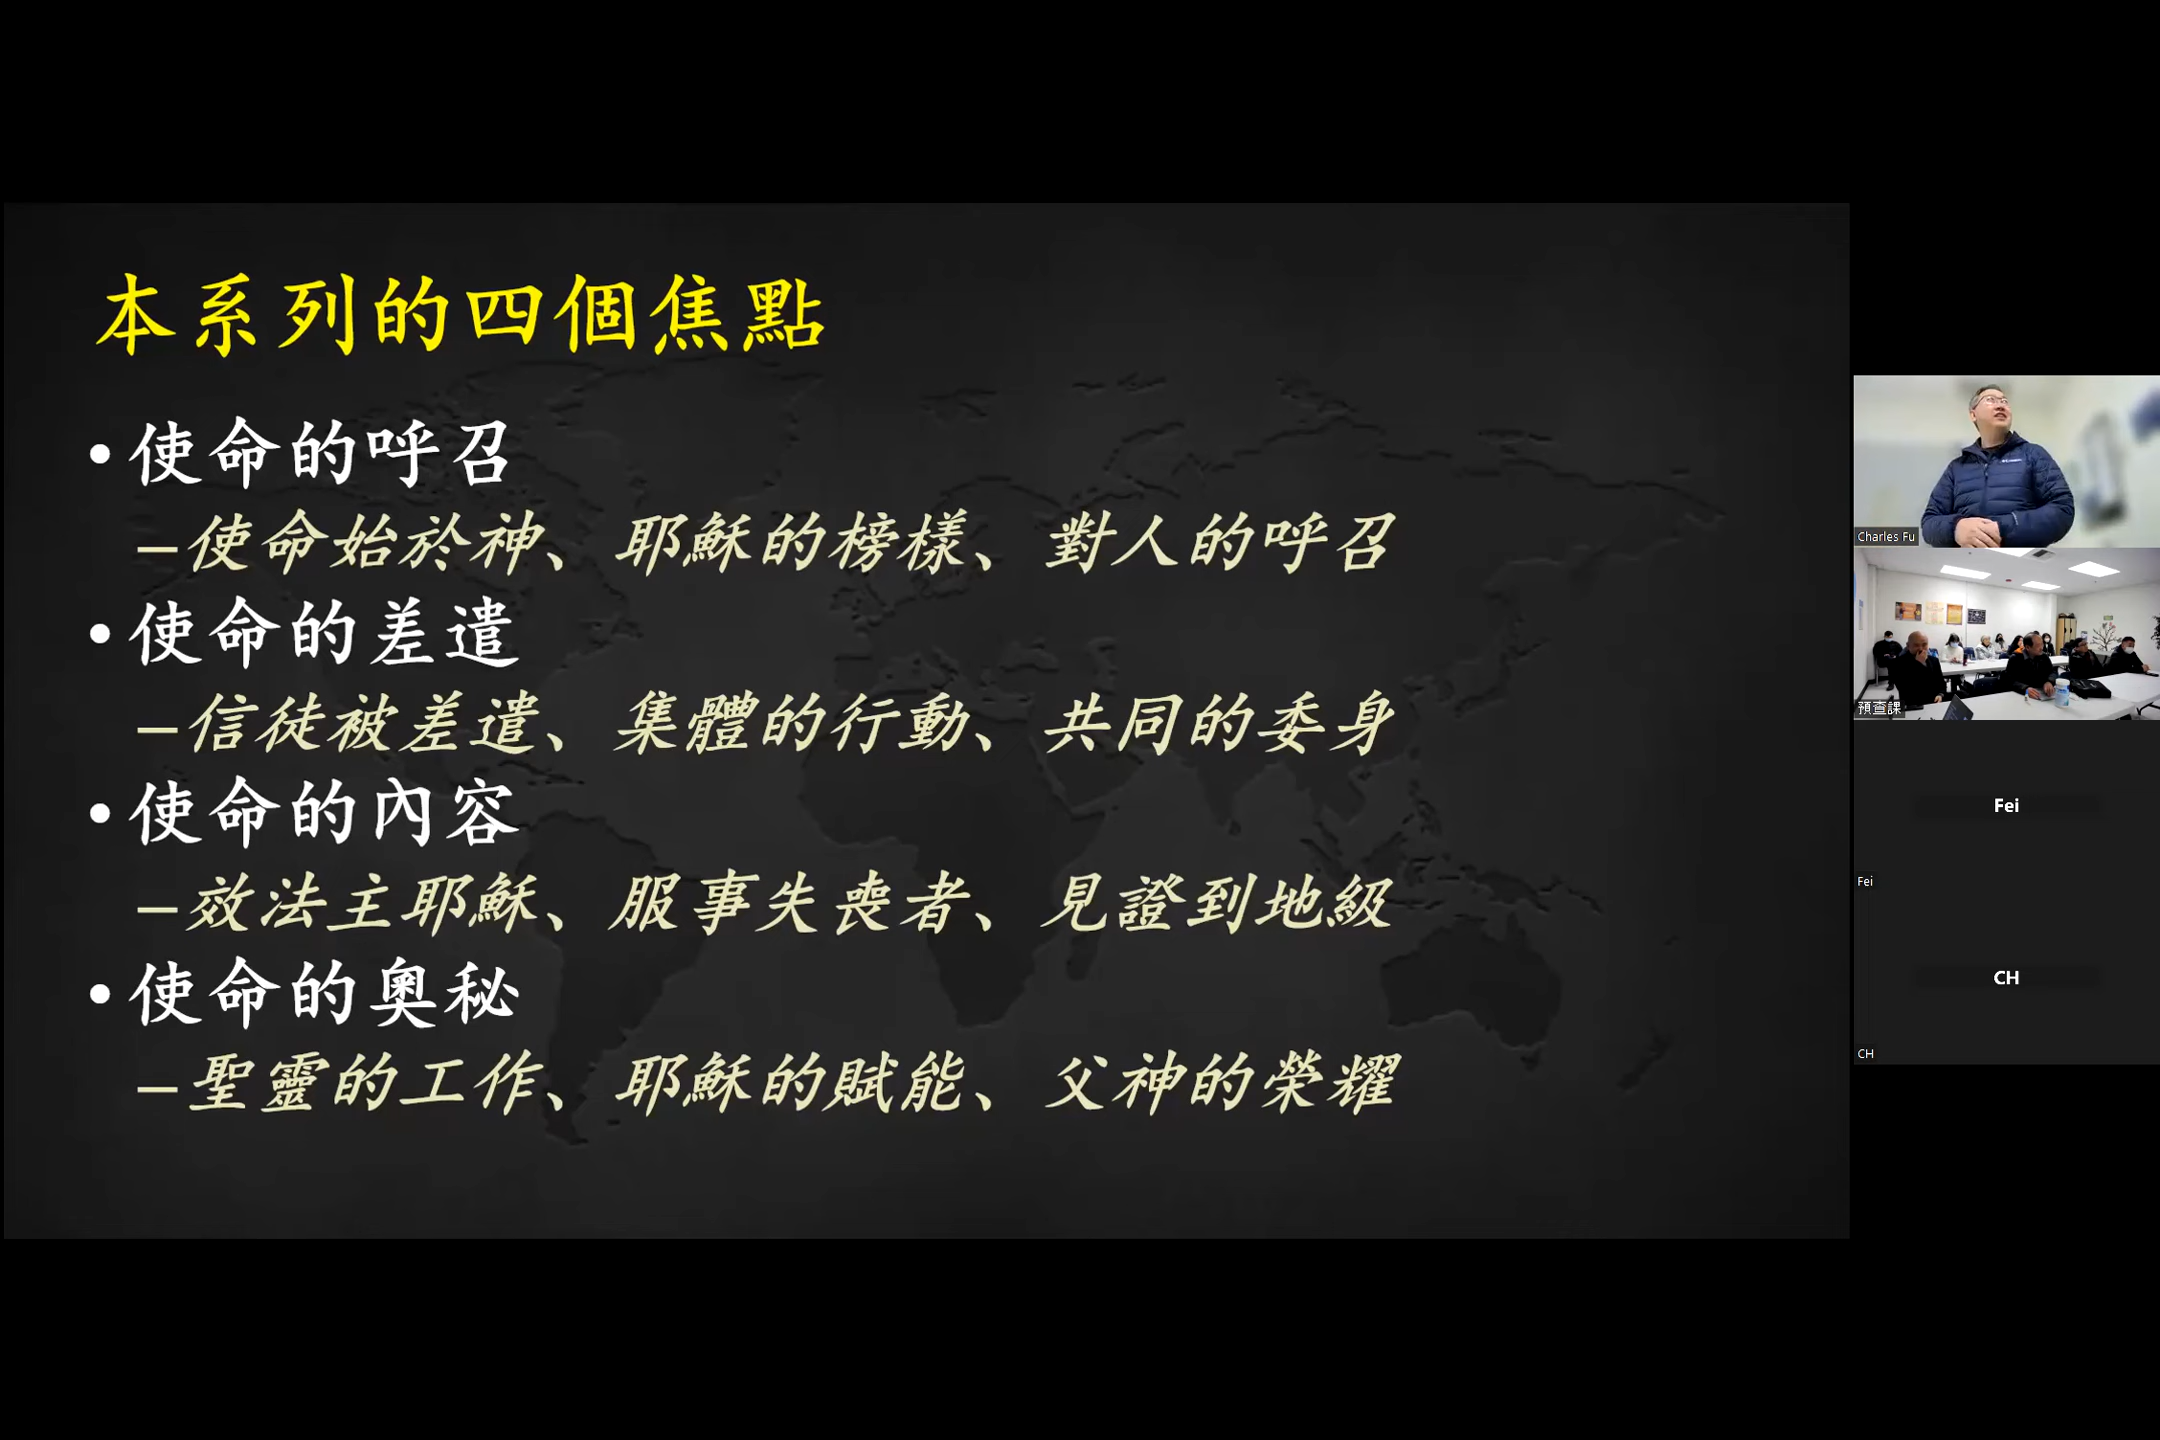 本系列的四個焦點
•使命的呼召
–使命始於神、耶穌的榜樣、對人的呼召
•使命的差遣
–信徒被差遣、集體的行動、共同的委身
•使命的內容
–效法主耶穌、服事失喪者、見證到地級
•使命的奧秘
–聖靈的工作、耶穌的賦能、父神的榮耀
Charles Fu
預查課
Fei
Fei
CH
CH